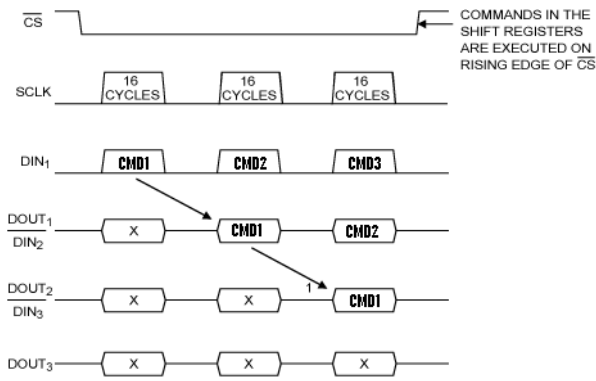 CS
COMMANDS IN THE
SHIFT REGISTERS
ARE EXECUTED ON
RISING EDGE OF CS
SCLK
16
CYCLES
16
CYCLES
16
CYCLES
DIN1
CMD1
CMD2
CMD3
DOUT1
DIN2
X
CMD1
CMD2
DOUT2
DIN3
X
X
1
CMD1
DOUT3
X
X
X